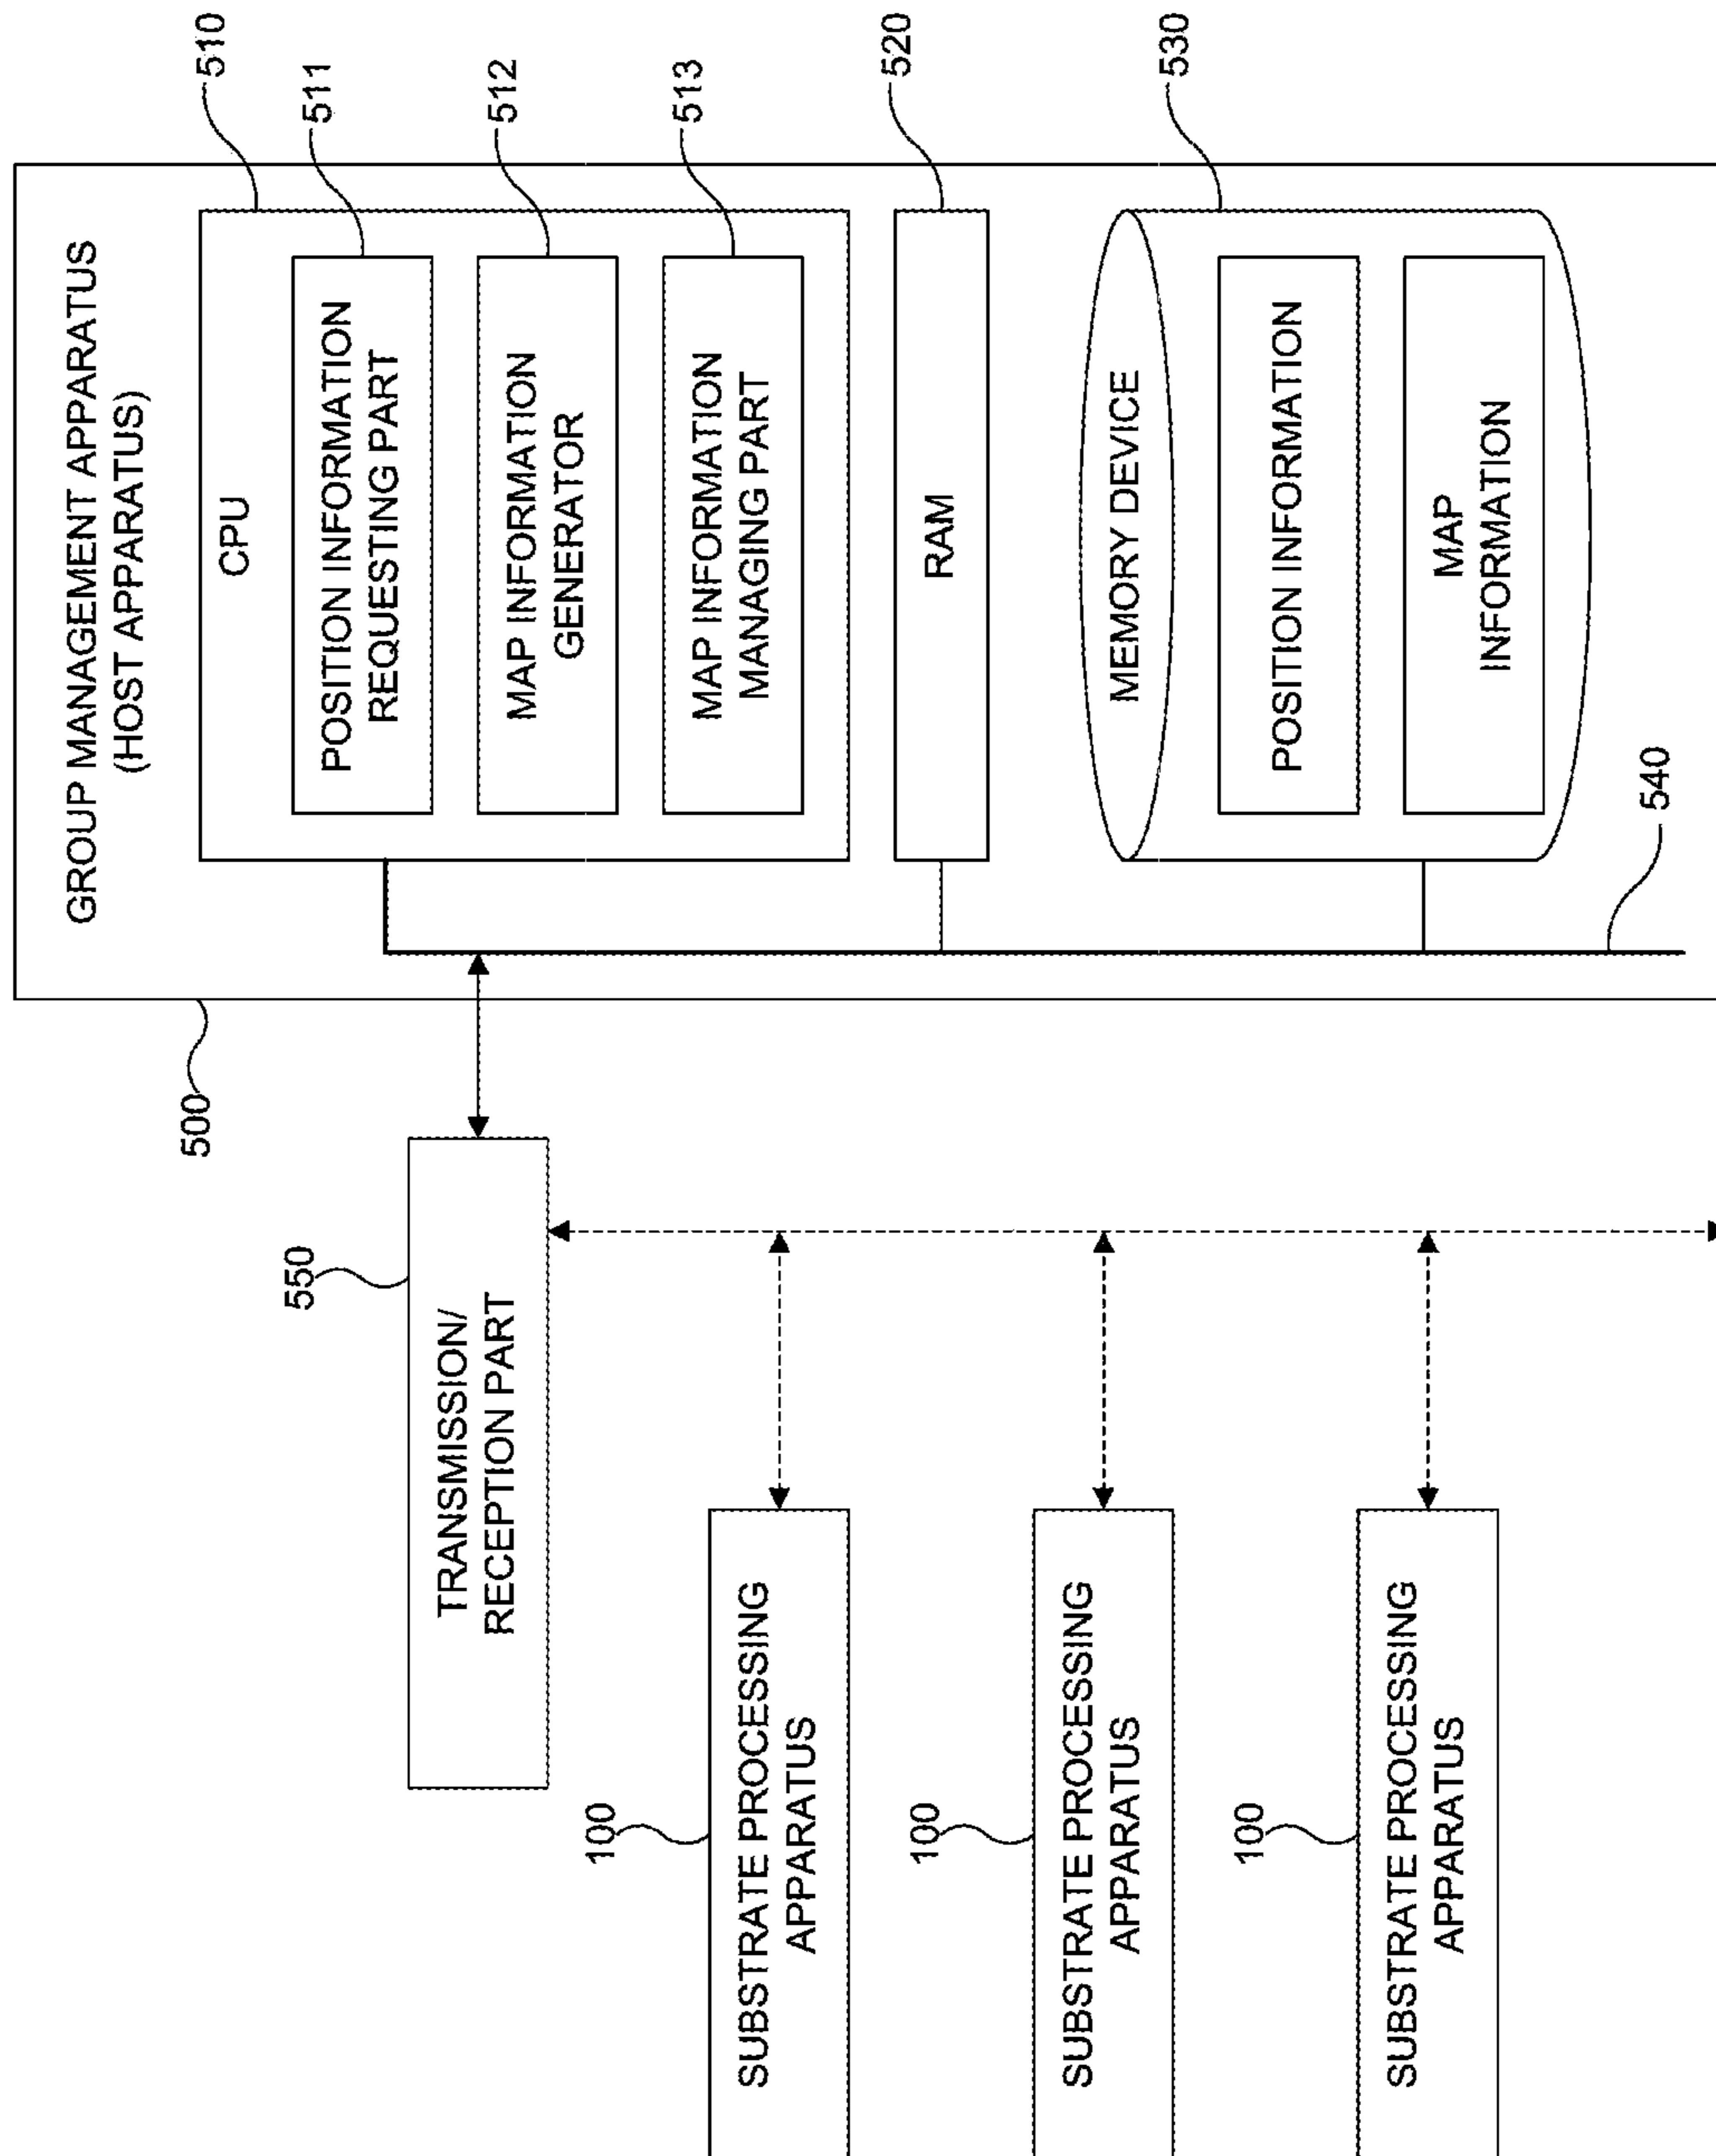 GROUP MANAGEMENT APPARATUS
(HOST APPARATUS)
500
CPU
510
POSITION INFORMATION
REQUESTING PART
511
MAP INFORMATION
GENERATOR
512
MAP INFORMATION
MANAGING PART
513
RAM
520
MEMORY DEVICE
530
POSITION INFORMATION
MAP
INFORMATION
540
550
TRANSMISSION/
RECEPTION PART
100
SUBSTRATE PROCESSING
APPARATUS
100
SUBSTRATE PROCESSING
APPARATUS
100
SUBSTRATE PROCESSING
APPARATUS